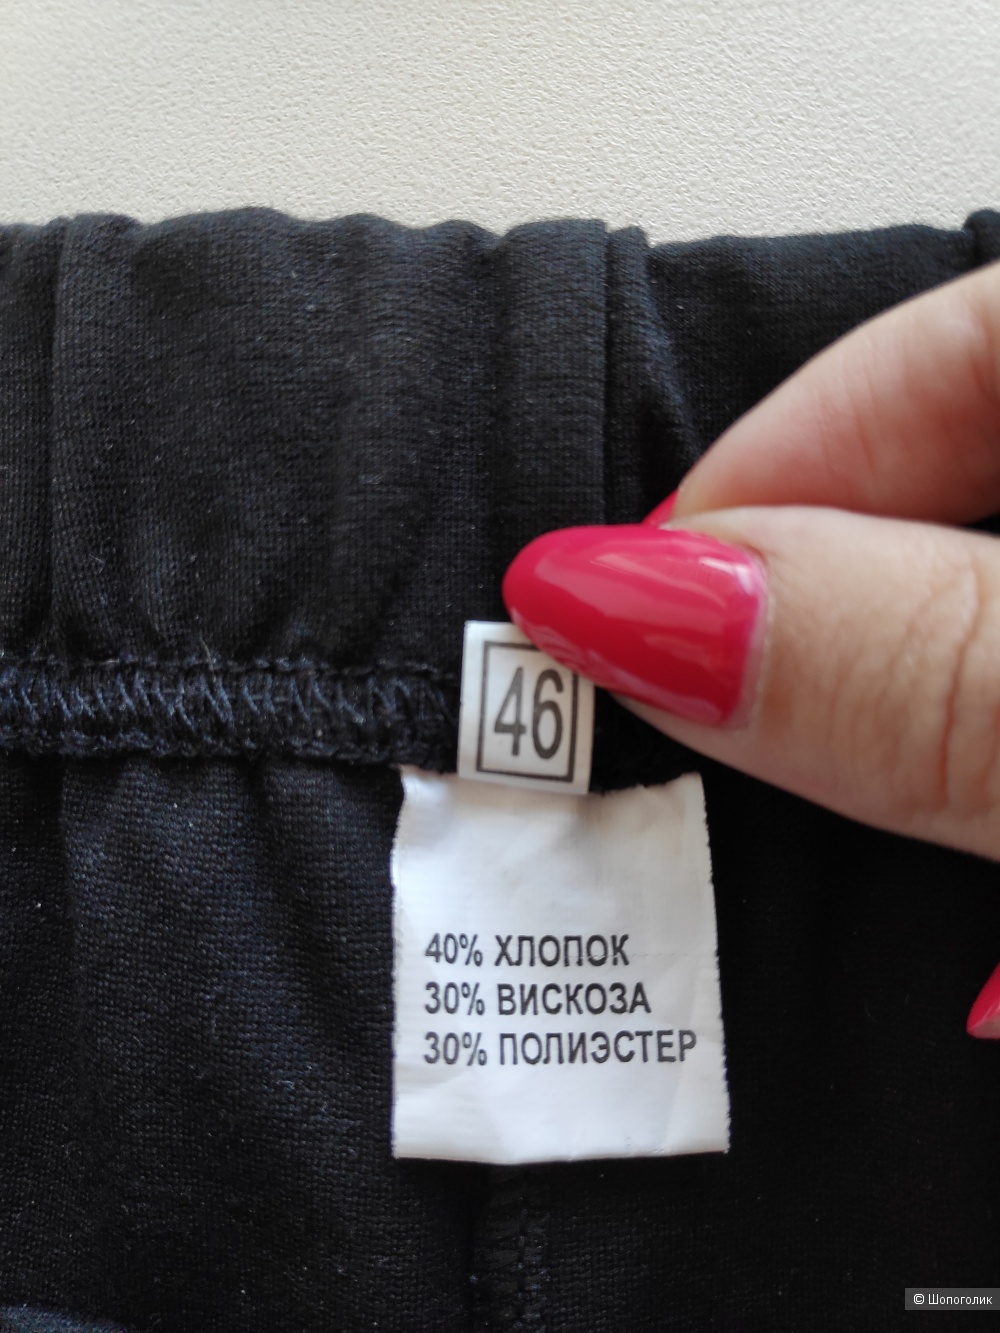 46
40% ХЛОПОК
30% ВИСКОЗА
30% ПОЛИЭСТЕР
© Шопоголик